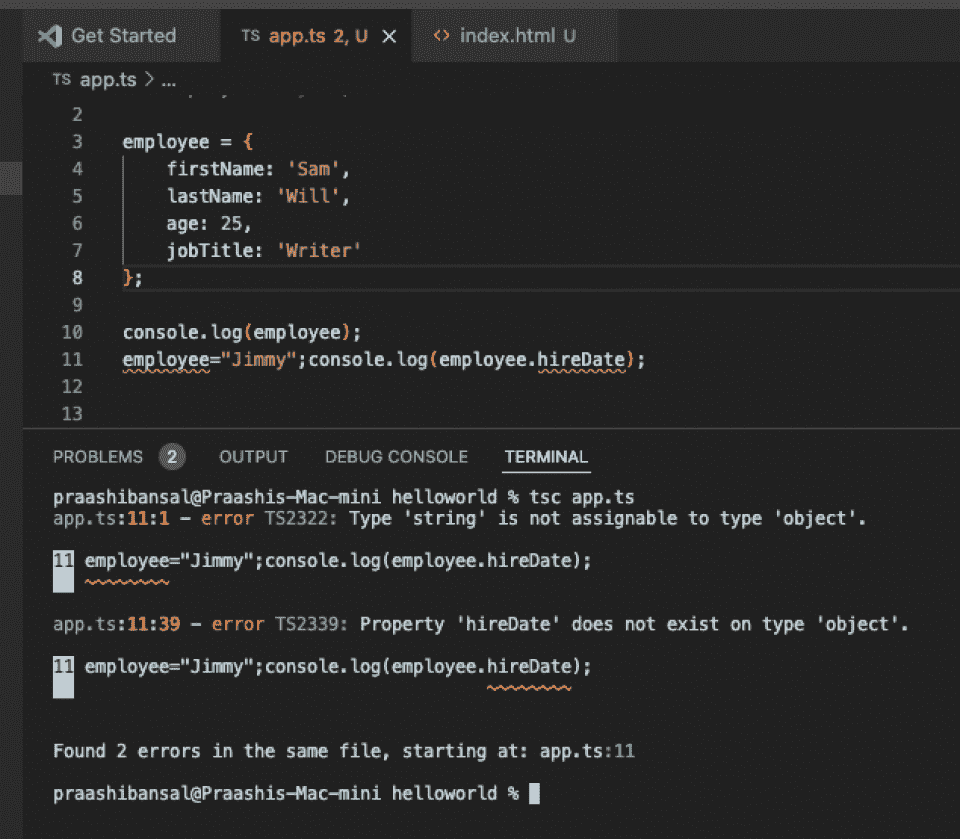 Get Started
TS app.ts 2, U ×
<> index.html U
TS app.ts > ...
2
3 employee = {
4 firstName: 'Sam',
5 lastName: 'Will',
6 age: 25,
7 jobTitle: 'Writer'
8 };
9
10 console.log(employee);
11 employee="Jimmy";console.log(employee.hireDate);
12
13
PROBLEMS 2 OUTPUT DEBUG CONSOLE TERMINAL
praashibansal@Praashis-Mac-mini helloworld % tsc app.ts
app.ts:11:1 - error TS2322: Type 'string' is not assignable to type 'object'.
11 employee="Jimmy";console.log(employee.hireDate);
app.ts:11:39 - error TS2339: Property 'hireDate' does not exist on type 'object'.
11 employee="Jimmy";console.log(employee.hireDate);
Found 2 errors in the same file, starting at: app.ts:11
praashibansal@Praashis-Mac-mini helloworld %